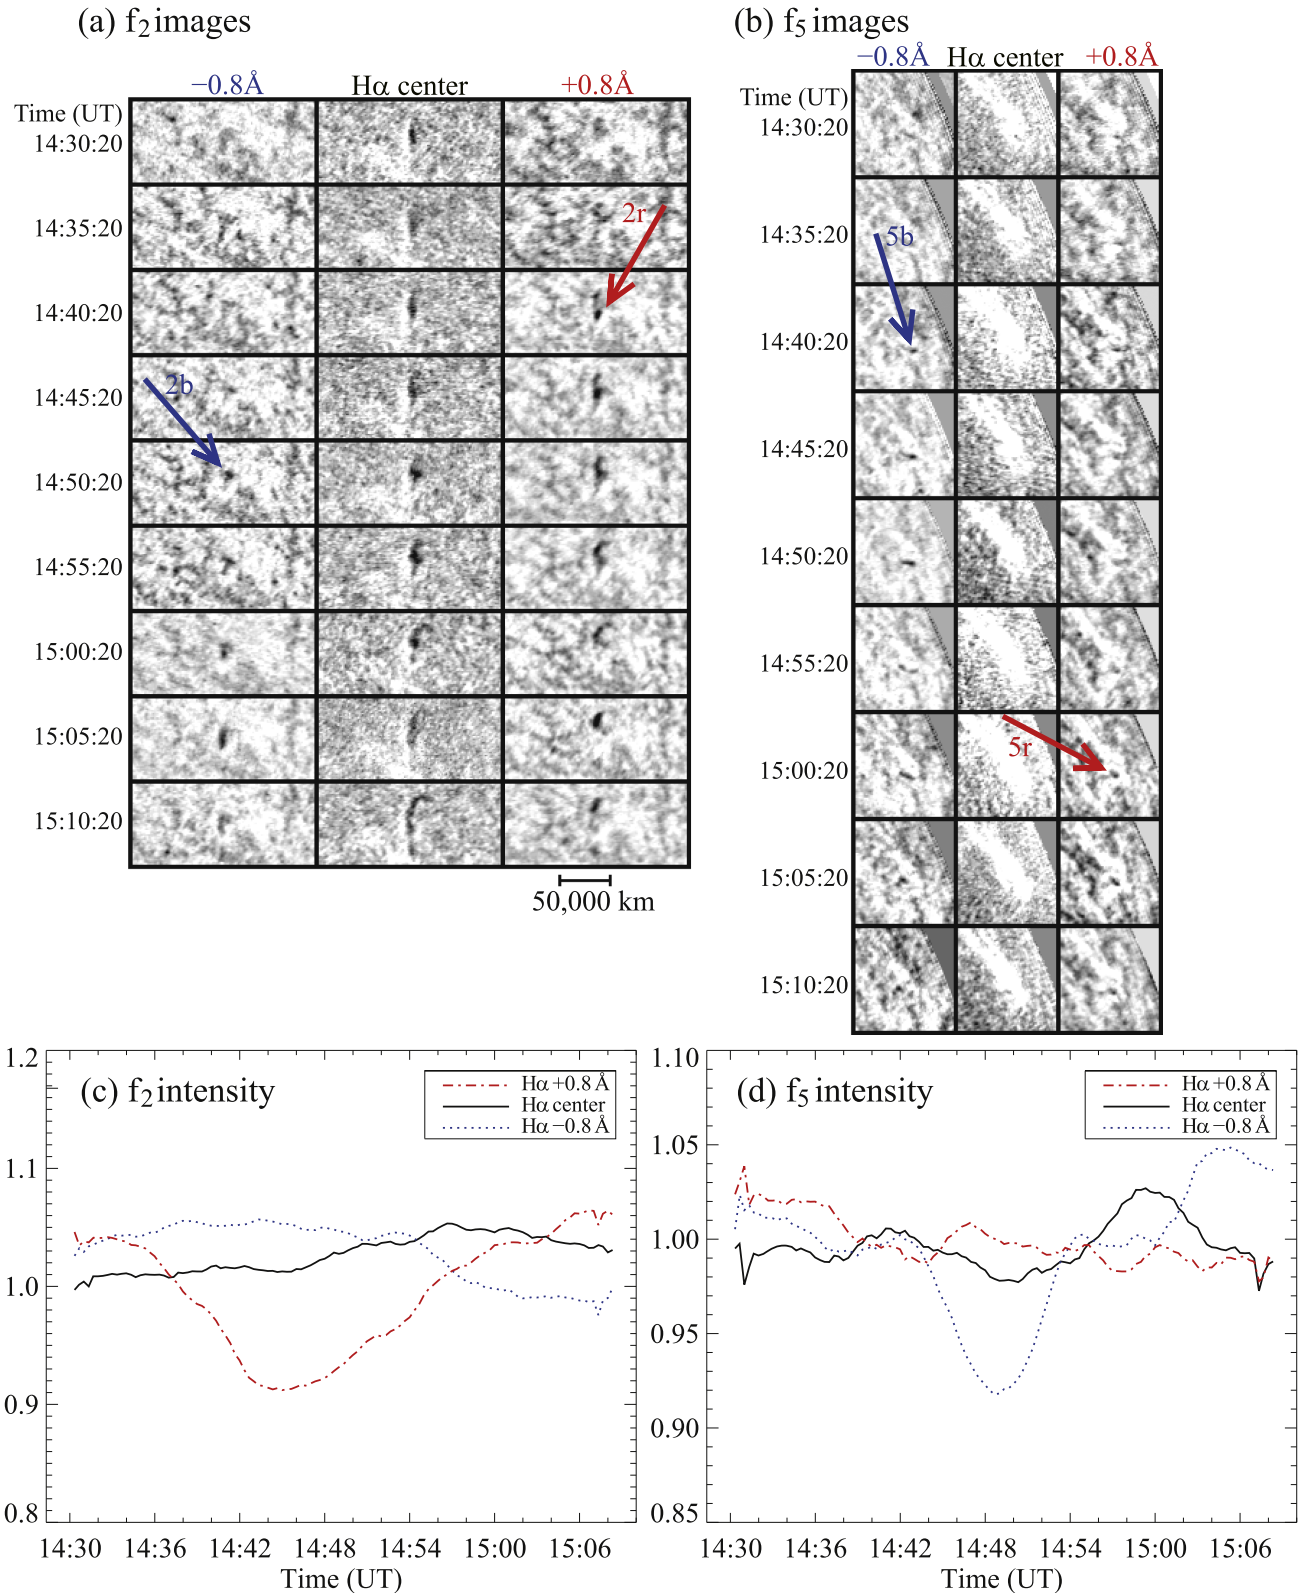 (a) f2 images
−0.8Å Hα center +0.8Å
Time (UT)
14:30:20
14:35:20
2r
14:40:20
14:45:20
2b
14:50:20
14:55:20
15:00:20
15:05:20
15:10:20
50,000 km
(b) f5 images
−0.8Å Hα center +0.8Å
Time (UT)
14:30:20
14:35:20
5b
14:40:20
14:45:20
14:50:20
14:55:20
5r
15:00:20
15:05:20
15:10:20
(c) f2 intensity
Hα +0.8 Å
Hα center
Hα −0.8 Å
1.2
1.1
1.0
0.9
0.8
14:30 14:36 14:42 14:48 14:54 15:00 15:06
Time (UT)
(d) f5 intensity
Hα +0.8 Å
Hα center
Hα −0.8 Å
1.10
1.05
1.00
0.95
0.90
0.85
14:30 14:36 14:42 14:48 14:54 15:00 15:06
Time (UT)